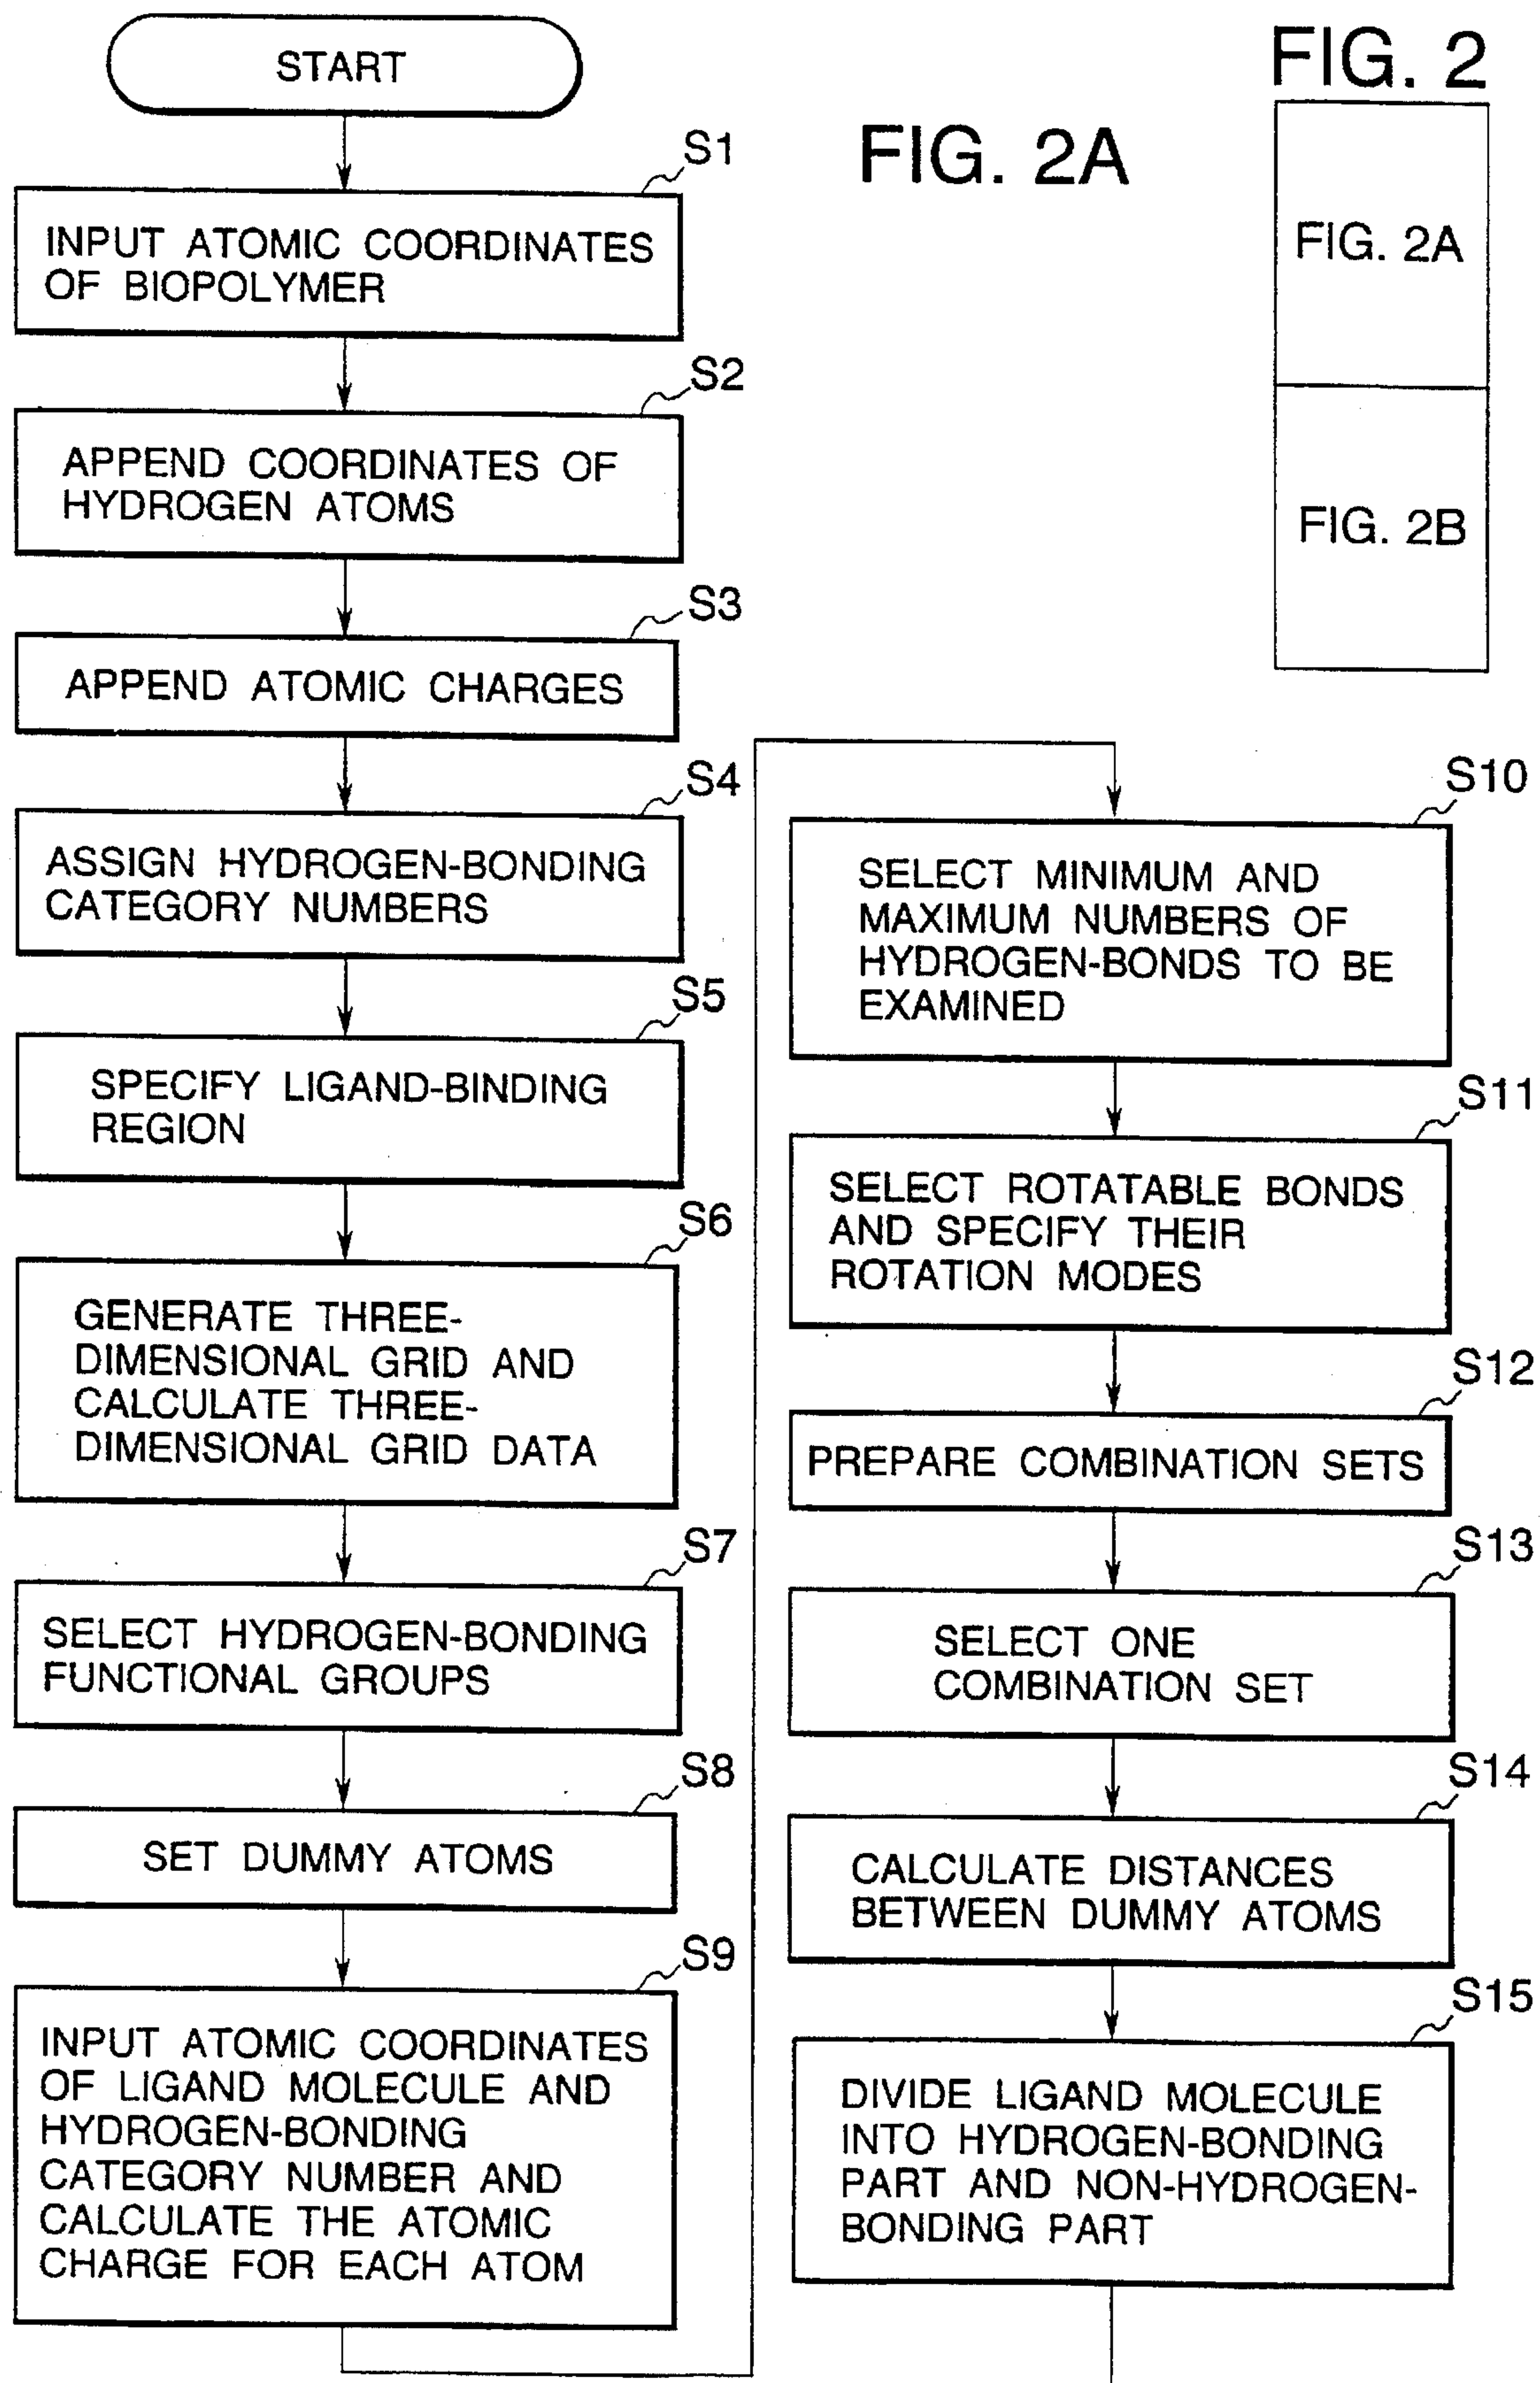 START
S1
INPUT ATOMIC COORDINATES
OF BIOPOLYMER
S2
APPEND COORDINATES OF
HYDROGEN ATOMS
S3
APPEND ATOMIC CHARGES
S4
ASSIGN HYDROGEN-BONDING
CATEGORY NUMBERS
S5
SPECIFY LIGAND-BINDING
REGION
S6
GENERATE THREE-
DIMENSIONAL GRID AND
CALCULATE THREE-
DIMENSIONAL GRID DATA
S7
SELECT HYDROGEN-BONDING
FUNCTIONAL GROUPS
S8
SET DUMMY ATOMS
S9
INPUT ATOMIC COORDINATES
OF LIGAND MOLECULE AND
HYDROGEN-BONDING
CATEGORY NUMBER AND
CALCULATE THE ATOMIC
CHARGE FOR EACH ATOM
FIG. 2A
FIG. 2
FIG. 2A
FIG. 2B
S10
SELECT MINIMUM AND
MAXIMUM NUMBERS OF
HYDROGEN-BONDS TO BE
EXAMINED
S11
SELECT ROTATABLE BONDS
AND SPECIFY THEIR
ROTATION MODES
S12
PREPARE COMBINATION SETS
S13
SELECT ONE
COMBINATION SET
S14
CALCULATE DISTANCES
BETWEEN DUMMY ATOMS
S15
DIVIDE LIGAND MOLECULE
INTO HYDROGEN-BONDING
PART AND NON-HYDROGEN-
BONDING PART